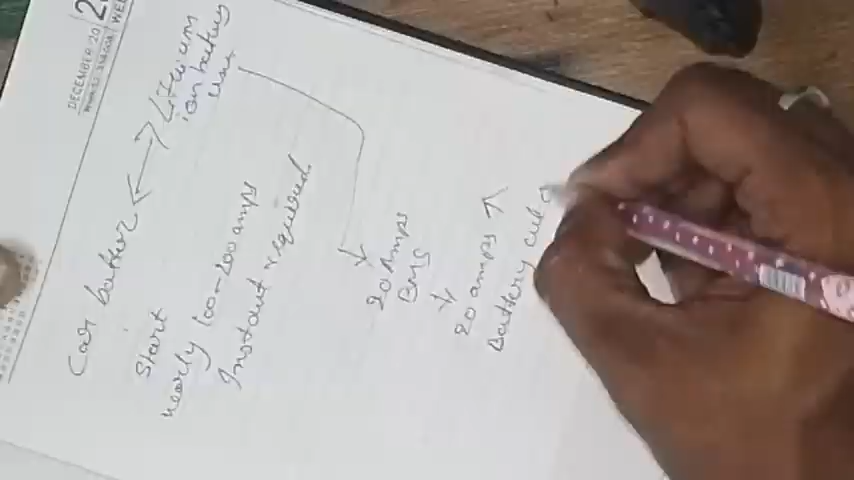 DECEMBER 20
Car batter <-> Lithium
ion battery
Start
nearly 100-200 amps
Instant required
20 Amps
BMS
20 amps ↑
Battery cut o